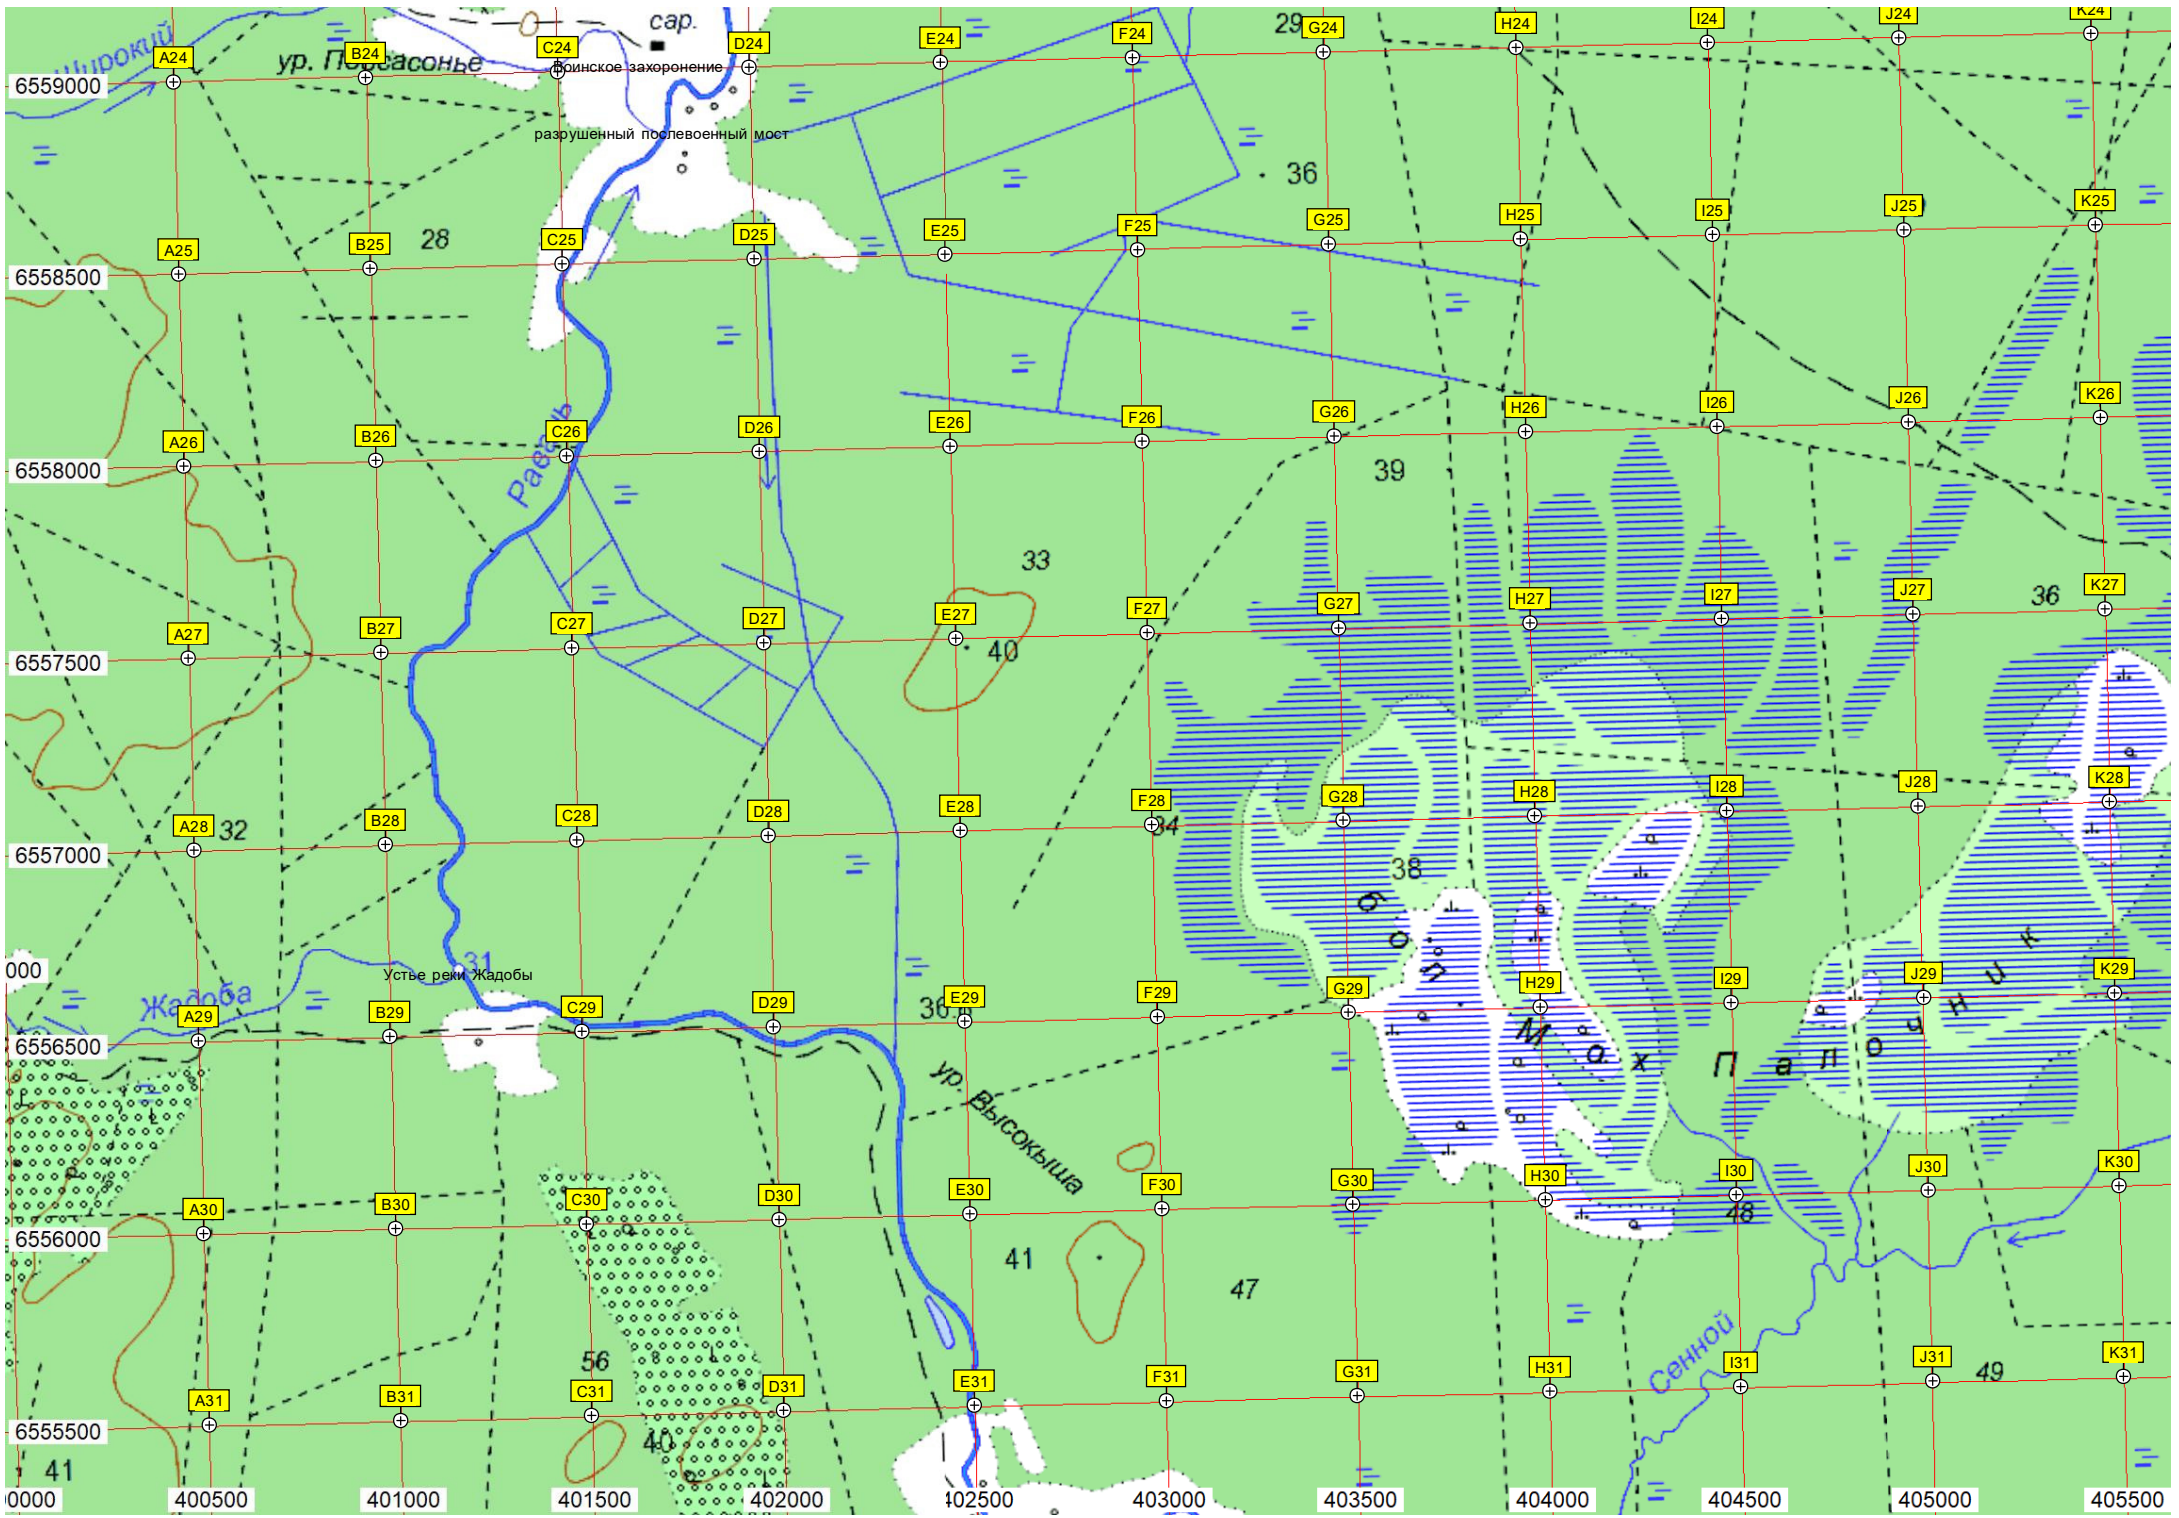 Широкий
ур. Подсасонье
сар.
Воинское захоронение
разрушенный послевоенный мост
29
A24 B24 C24 D24 E24 F24 G24 H24 I24 J24 K24
6559000
36
28
A25 B25 C25 D25 E25 F25 G25 H25 I25 J25 K25
6558500
A26 B26 C26 D26 E26 F26 G26 H26 I26 J26 K26
6558000
39
33
36
A27 B27 C27 D27 E27 F27 G27 H27 I27 J27 K27
6557500
40
A28 B28 C28 D28 E28 F28 G28 H28 I28 J28 K28
32
34
6557000
38
бол.
31
Устье реки Жадобы
000
Жадоба
36
A29 B29 C29 D29 E29 F29 G29 H29 I29 J29 K29
6556500
Мох Палочник
ур. Высокыша
A30 B30 C30 D30 E30 F30 G30 H30 I30 J30 K30
48
6556000
41
47
Сенной
56
49
A31 B31 C31 D31 E31 F31 G31 H31 I31 J31 K31
6555500
40
41
00000 400500 401000 401500 402000 402500 403000 403500 404000 404500 405000 405500